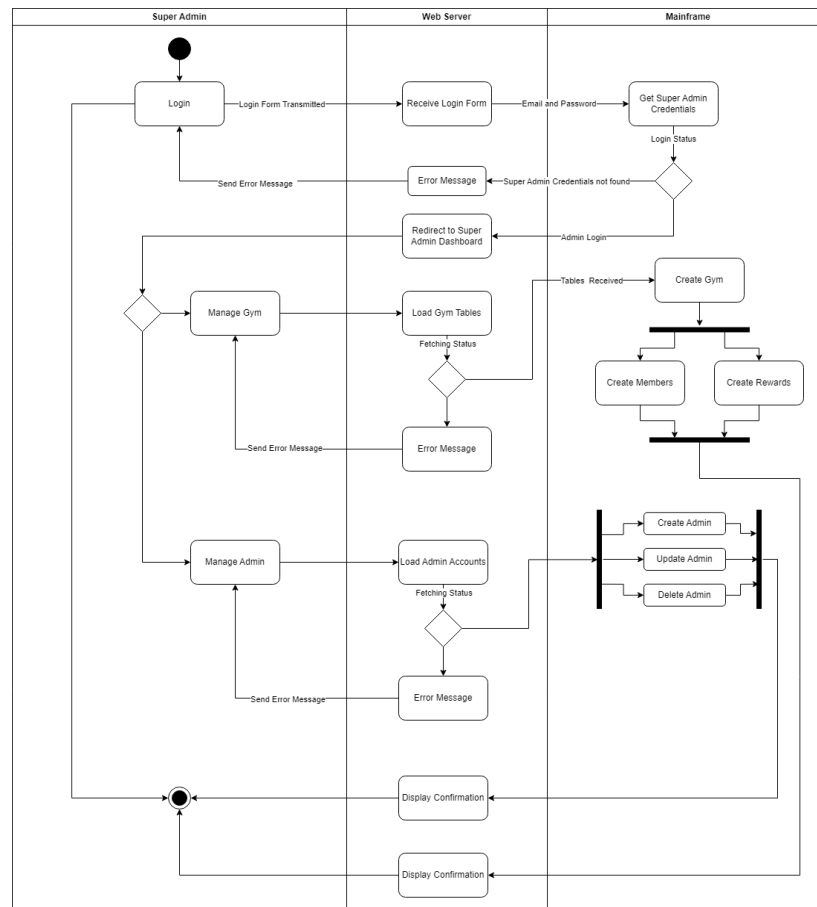 Super Admin
Web Server
Mainframe
Login
Login Form Transmitted
Receive Login Form
Email and Password
Get Super Admin
Credentials
Login Status
Send Error Message
Error Message
Super Admin Credentials not found
Redirect to Super
Admin Dashboard
Admin Login
Tables Received
Create Gym
Manage Gym
Load Gym Tables
Fetching Status
Create Members
Create Rewards
Send Error Message
Error Message
Create Admin
Manage Admin
Load Admin Accounts
Update Admin
Fetching Status
Delete Admin
Send Error Message
Error Message
Display Confirmation
Display Confirmation